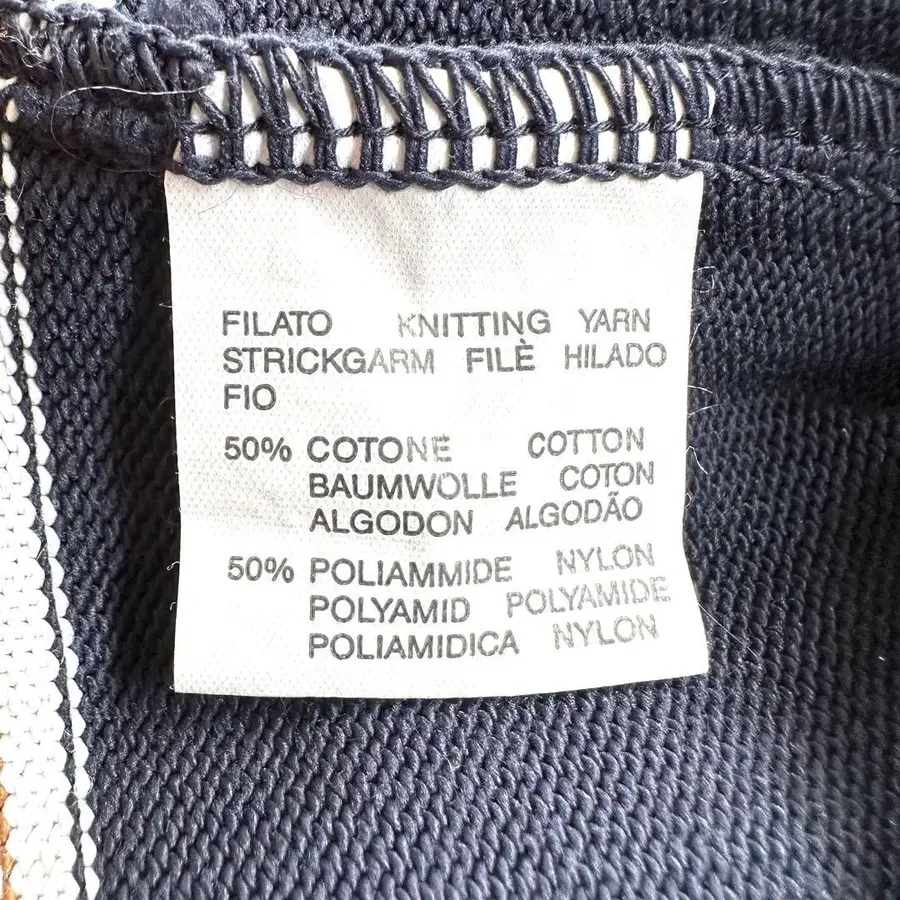 FILATO KNITTING YARN
STRICKGARM FILÈ HILADO
FIO
50% COTONE COTTON
BAUMWOLLE COTON
ALGODON ALGODÃO
50% POLIAMMIDE NYLON
POLYAMID POLYAMIDE
POLIAMIDICA NYLON